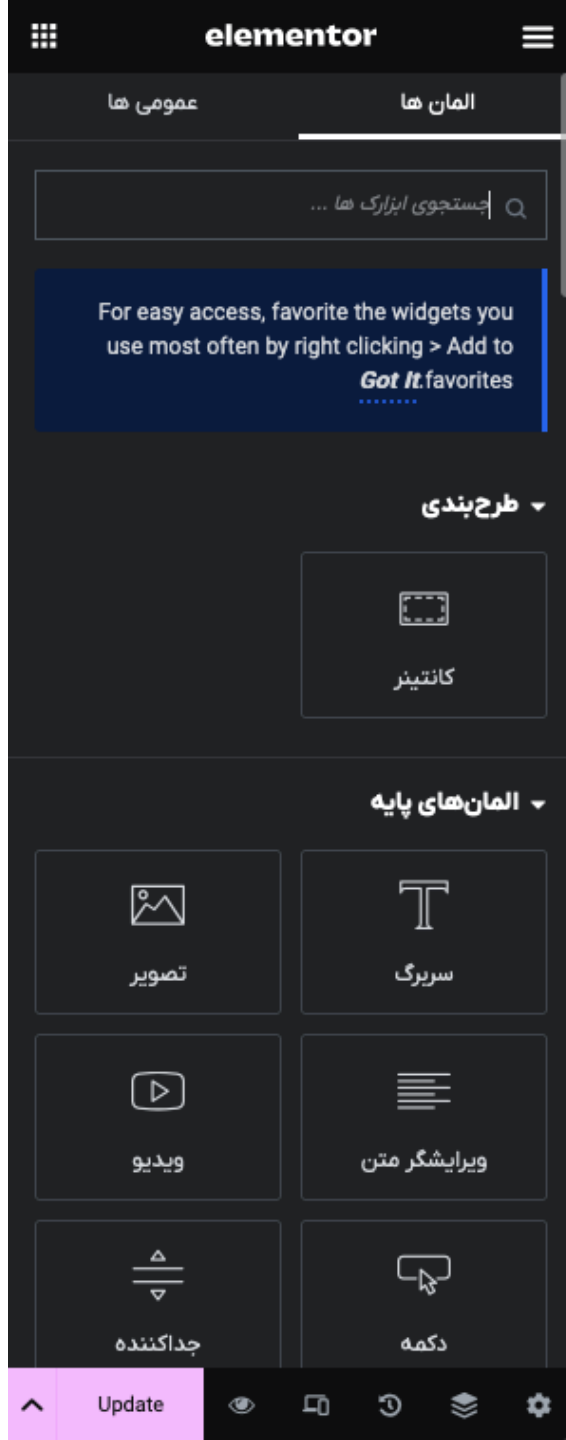 elementor
المان ها
عمومی ها
جستجوی ابزارک ها ...
For easy access, favorite the widgets you
use most often by right clicking > Add to
Got It.favorites
طرح‌بندی
کانتینر
المان‌های پایه
سربرگ
تصویر
ویرایشگر متن
ویدیو
دکمه
جداکننده
Update